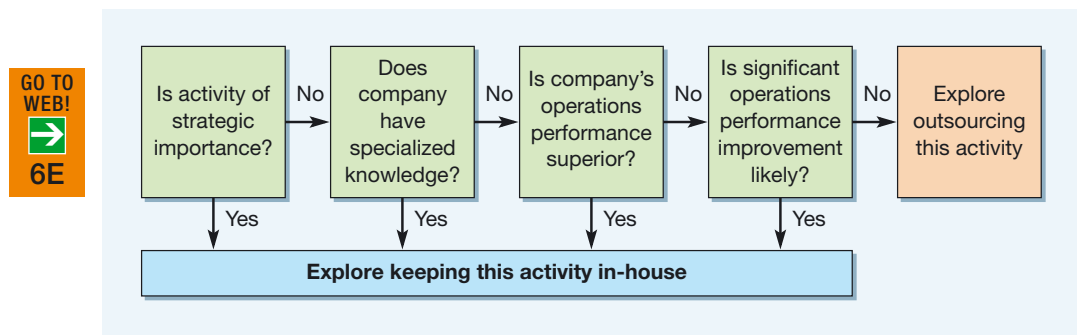 GO TO
WEB!
6E
Is activity of
strategic
importance?
No
Does
company
have
specialized
knowledge?
No
Is company's
operations
performance
superior?
No
Is significant
operations
performance
improvement
likely?
No
Explore
outsourcing
this activity
Yes
Yes
Yes
Yes
Explore keeping this activity in-house